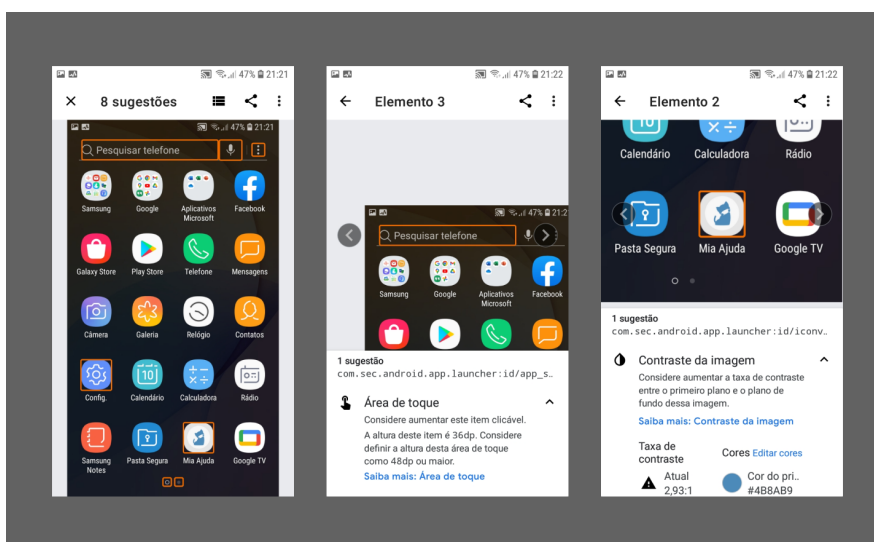 47% 21:21
8 sugestões
47% 21:21
Pesquisar telefone
Samsung Google Aplicativos Microsoft Facebook
Galaxy Store Play Store Telefone Mensagens
Câmera Galeria Relógio Contatos
10
Config. Calendário Calculadora Rádio
Samsung Notes Pasta Segura Mia Ajuda Google TV
47% 21:22
Elemento 3
47% 21:2
Pesquisar telefone
Samsung Google Aplicativos Microsoft Facebook
1 sugestão
com.sec.android.app.launcher:id/app_s..
Área de toque
Considere aumentar este item clicável.
A altura deste item é 36dp. Considere
definir a altura desta área de toque
como 48dp ou maior.
Saiba mais: Área de toque
47% 21:22
Elemento 2
10
Calendário Calculadora Rádio
Pasta Segura Mia Ajuda Google TV
1 sugestão
com.sec.android.app.launcher:id/iconv..
Contraste da imagem
Considere aumentar a taxa de contraste
entre o primeiro plano e o plano de
fundo dessa imagem.
Saiba mais: Contraste da imagem
Taxa de
contraste
Cores Editar cores
Atual
2,93:1
Cor do pri..
#4B8AB9